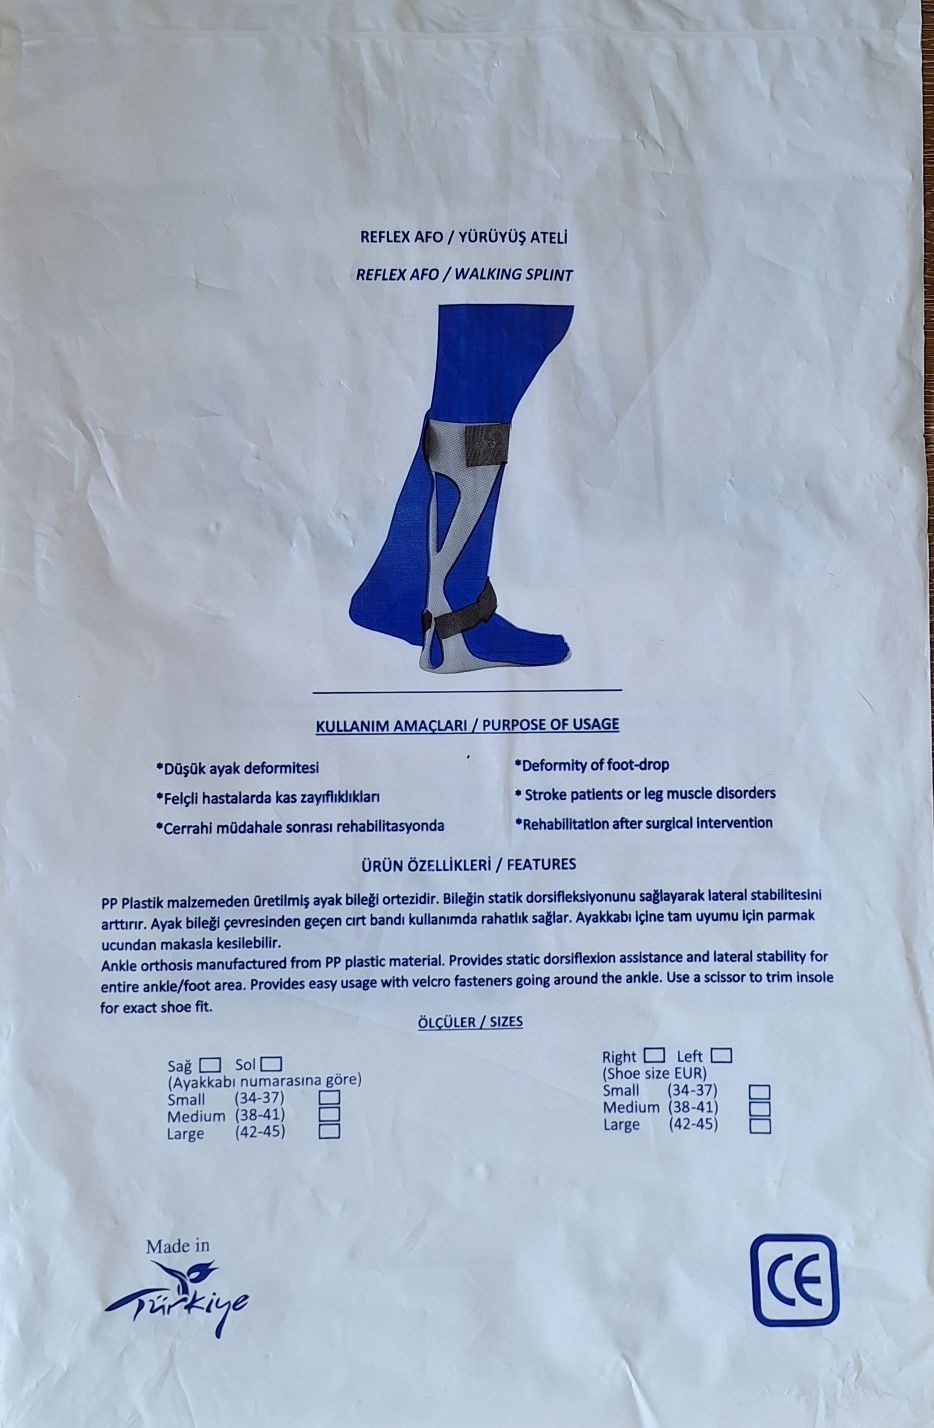 REFLEX AFO / YÜRÜYÜŞ ATELİ
REFLEX AFO / WALKING SPLINT
KULLANIM AMAÇLARI / PURPOSE OF USAGE
*Düşük ayak deformitesi
*Felçli hastalarda kas zayıflıklıkları
*Cerrahi müdahale sonrası rehabilitasyonda
*Deformity of foot-drop
* Stroke patients or leg muscle disorders
*Rehabilitation after surgical intervention
ÜRÜN ÖZELLİKLERİ / FEATURES
PP Plastik malzemeden üretilmiş ayak bileği ortezidir. Bileğin statik dorsifleksiyonunu sağlayarak lateral stabilitesini
arttırır. Ayak bileği çevresinden geçen cırt bandı kullanımda rahatlık sağlar. Ayakkabı içine tam uyumu için parmak
ucundan makasla kesilebilir.
Ankle orthosis manufactured from PP plastic material. Provides static dorsiflexion assistance and lateral stability for
entire ankle/foot area. Provides easy usage with velcro fasteners going around the ankle. Use a scissor to trim insole
for exact shoe fit.
ÖLÇÜLER / SIZES
Sağ Sol
(Ayakkabı numarasına göre)
Small (34-37)
Medium (38-41)
Large (42-45)
Right Left
(Shoe size EUR)
Small (34-37)
Medium (38-41)
Large (42-45)
Made in
Türkiye
CE